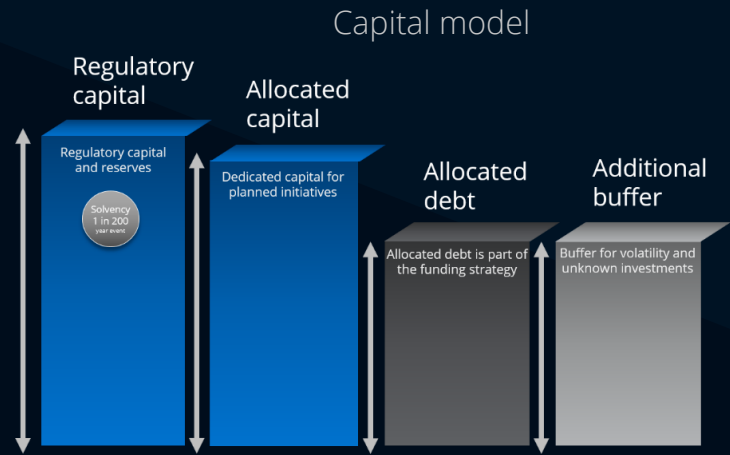 Capital model
Regulatory
capital
Regulatory capital
and reserves
Solvency
1 in 200
year event
Allocated
capital
Dedicated capital for
planned initiatives
Allocated
debt
Allocated debt is part of
the funding strategy
Additional
buffer
Buffer for volatility and
unknown investments